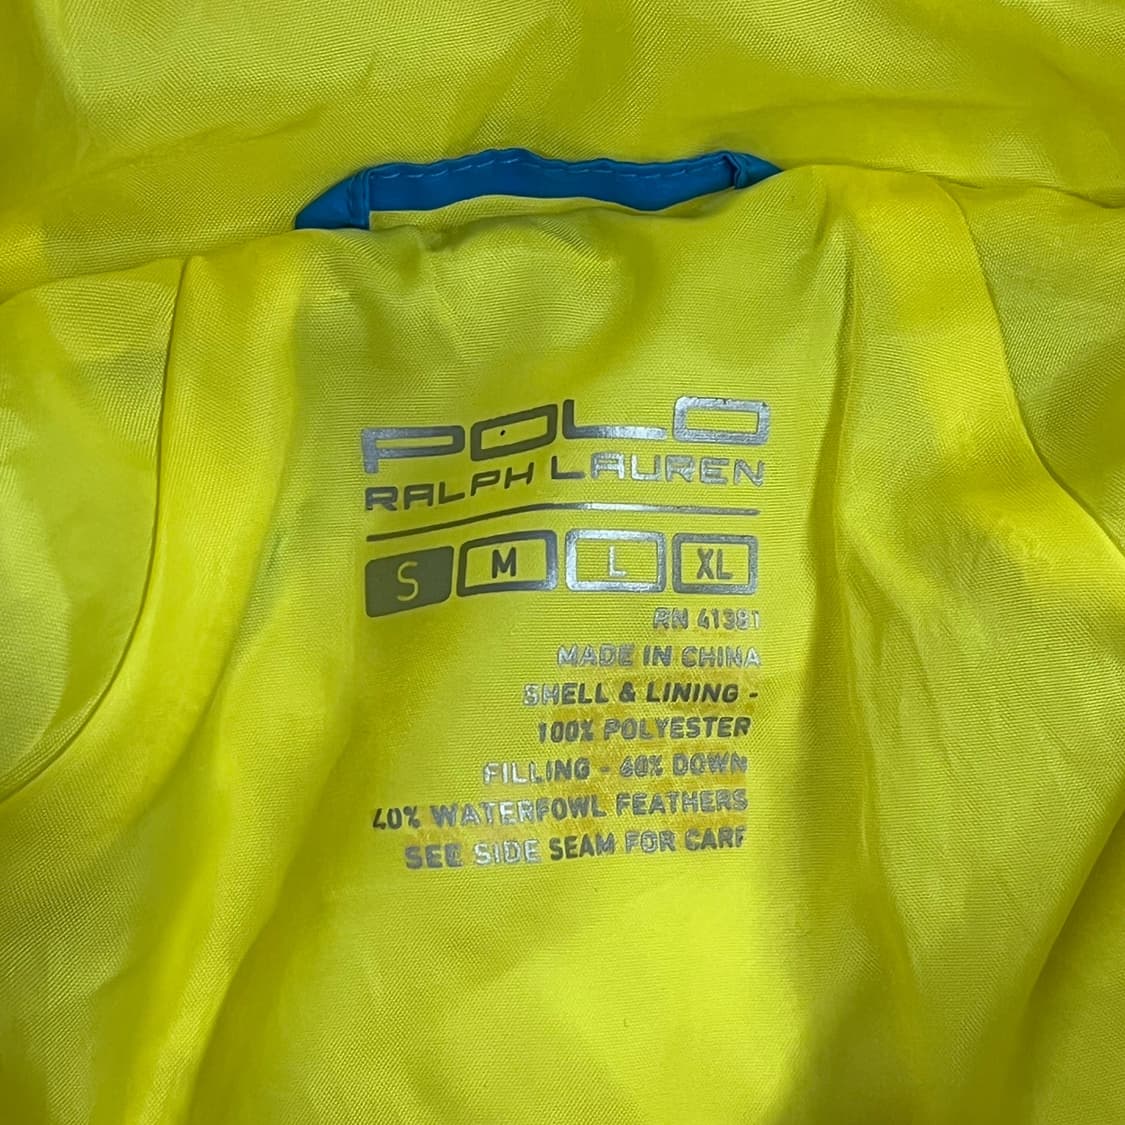 POLO
RALPH LAUREN
S M L XL
RN 41381
MADE IN CHINA
SHELL & LINING -
100% POLYESTER
FILLING - 60% DOWN
40% WATERFOWL FEATHERS
SEE SIDE SEAM FOR CARE